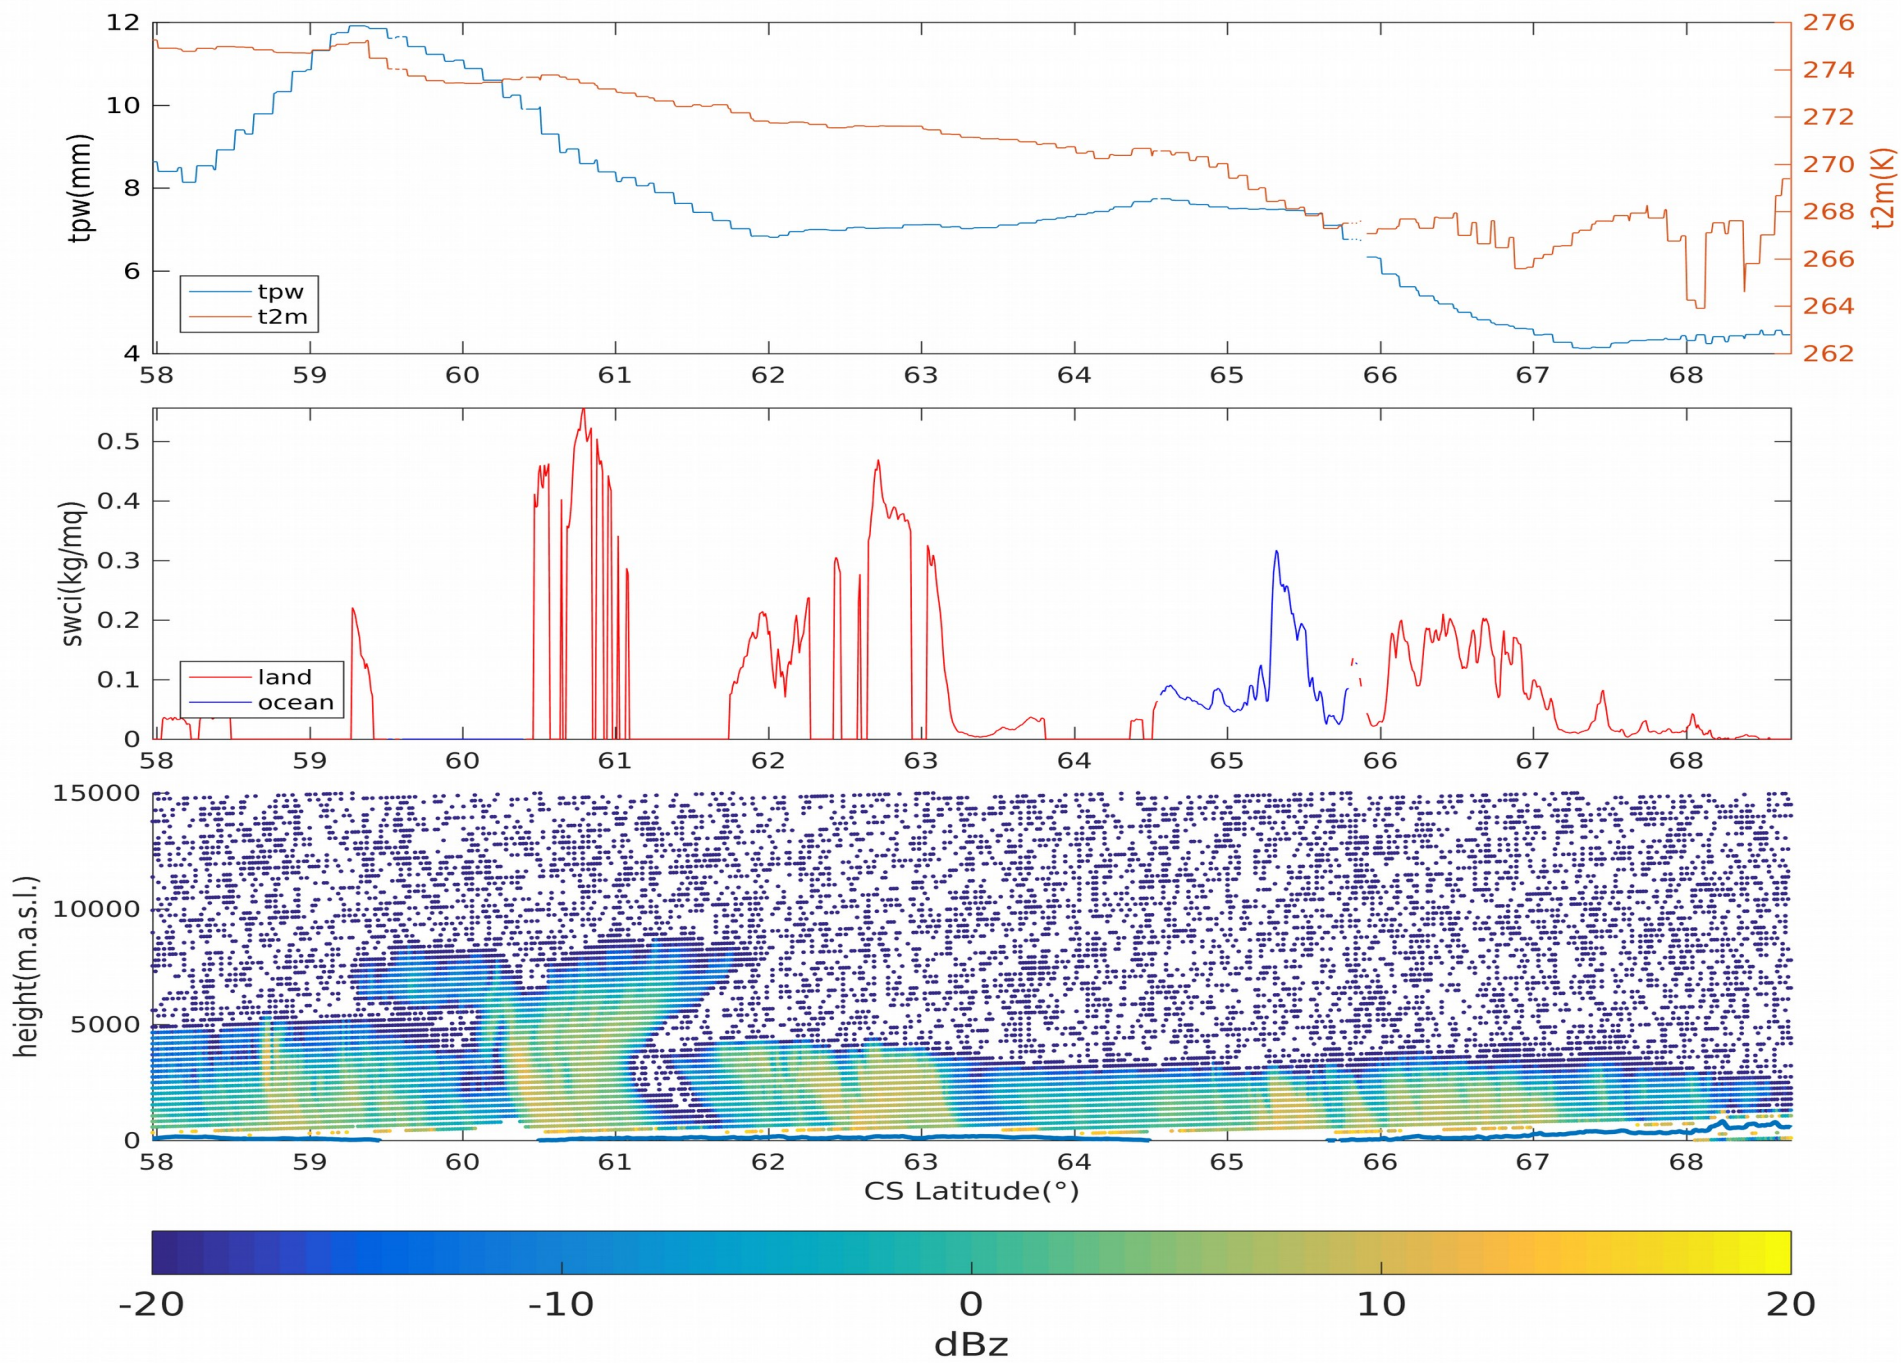 12
10
8
6
4
tpw(mm)
276
274
272
270
268
266
264
262
t2m(K)
tpw
t2m
58 59 60 61 62 63 64 65 66 67 68
0.5
0.4
0.3
0.2
0.1
0
swci(kg/mq)
land
ocean
58 59 60 61 62 63 64 65 66 67 68
15000
10000
5000
0
height(m.a.s.l.)
58 59 60 61 62 63 64 65 66 67 68
CS Latitude(°)
-20 -10 0 10 20
dBz